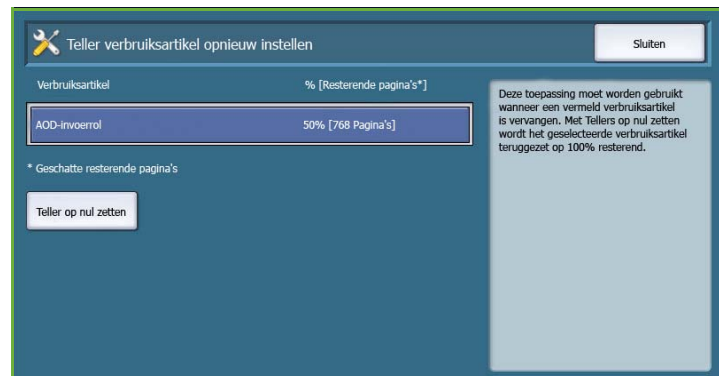 Teller verbruiksartikel opnieuw instellen
Sluiten
Verbruiksartikel
% [Resterende pagina's*]
AOD-invoerrol
50% [768 Pagina's]
* Geschatte resterende pagina's
Teller op nul zetten
Deze toepassing moet worden gebruikt
wanneer een vermeld verbruiksartikel
is vervangen. Met Tellers op nul zetten
wordt het geselecteerde verbruiksartikel
teruggezet op 100% resterend.